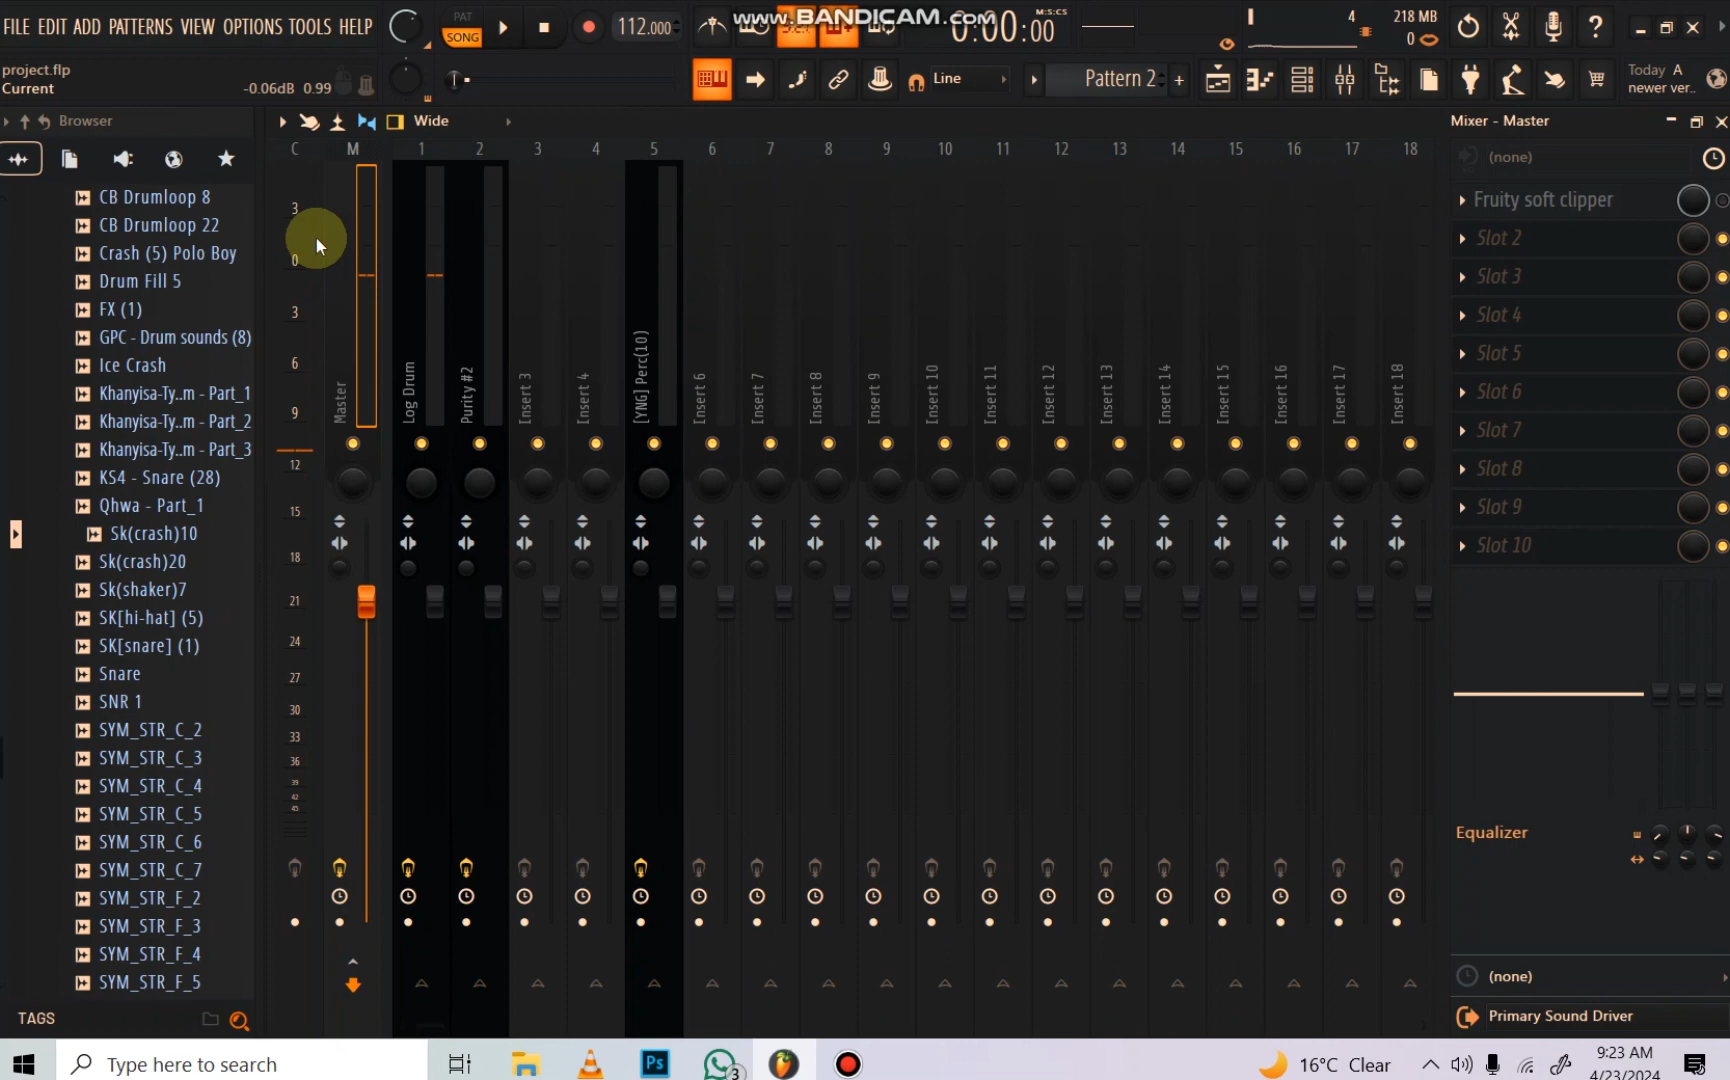 FILE EDIT ADD PATTERNS VIEW OPTIONS TOOLS HELP
PAT
SONG
112.000
www.BANDICAM.com
0:00:00
M:S:CS
4
218 MB
0
project.flp
Current
-0.06dB 0.99
Line
Pattern 2
Today A
newer ver..
Browser
Wide
Mixer - Master
C M 1 2 3 4 5 6 7 8 9 10 11 12 13 14 15 16 17 18
(none)
Fruity soft clipper
Slot 2
Slot 3
Slot 4
Slot 5
Slot 6
Slot 7
Slot 8
Slot 9
Slot 10
CB Drumloop 8
CB Drumloop 22
Crash (5) Polo Boy
Drum Fill 5
FX (1)
GPC - Drum sounds (8)
Ice Crash
Khanyisa-Ty..m - Part_1
Khanyisa-Ty..m - Part_2
Khanyisa-Ty..m - Part_3
KS4 - Snare (28)
Qhwa - Part_1
Sk(crash)10
Sk(crash)20
Sk(shaker)7
SK[hi-hat] (5)
SK[snare] (1)
Snare
SNR 1
SYM_STR_C_2
SYM_STR_C_3
SYM_STR_C_4
SYM_STR_C_5
SYM_STR_C_6
SYM_STR_C_7
SYM_STR_F_2
SYM_STR_F_3
SYM_STR_F_4
SYM_STR_F_5
TAGS
3
0
3
6
9
12
15
18
21
24
27
30
33
36
39
42
45
Master
Log Drum
Purity #2
Insert 3
Insert 4
[YNG] Perc(10)
Insert 6
Insert 7
Insert 8
Insert 9
Insert 10
Insert 11
Insert 12
Insert 13
Insert 14
Insert 15
Insert 16
Insert 17
Insert 18
Equalizer
(none)
Primary Sound Driver
Type here to search
Ps
3
16°C Clear
9:23 AM
4/23/2024